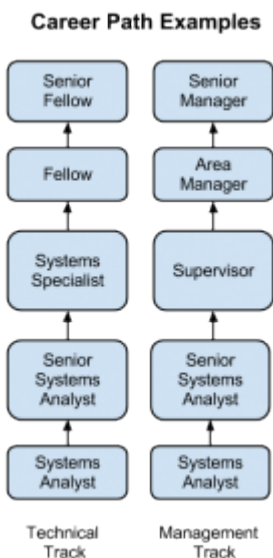 Career Path Examples
Senior
Fellow
Fellow
Systems
Specialist
Senior
Systems
Analyst
Systems
Analyst
Technical
Track
Senior
Manager
Area
Manager
Supervisor
Senior
Systems
Analyst
Systems
Analyst
Management
Track